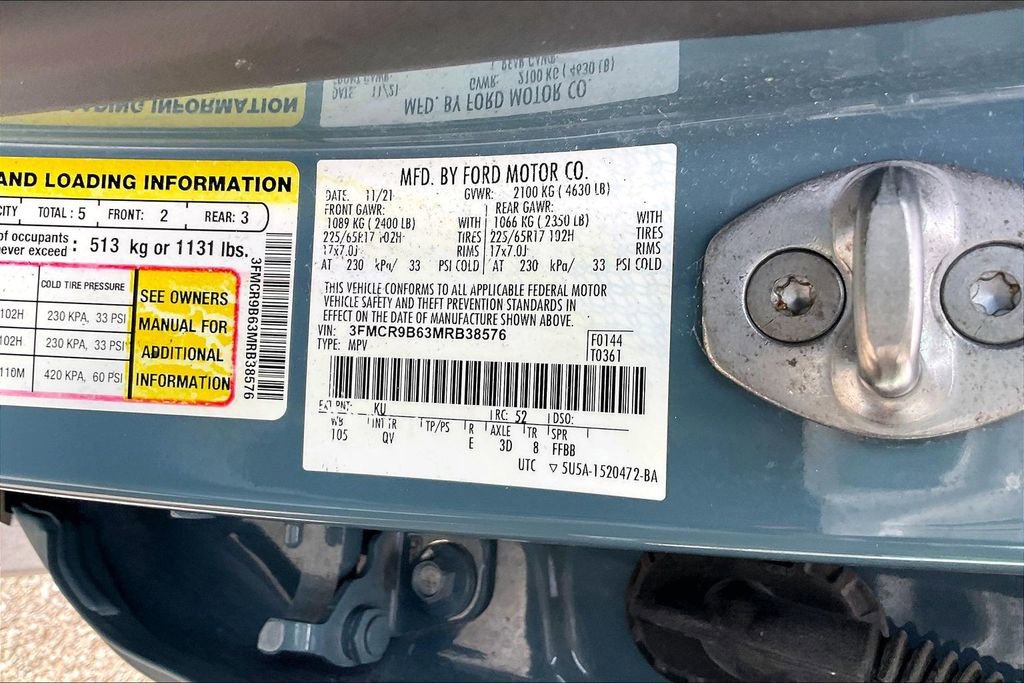 AND LOADING INFORMATION
CITY TOTAL : 5 FRONT: 2 REAR: 3
of occupants
never exceed : 513 kg or 1131 lbs.
COLD TIRE PRESSURE
102H 230 KPA, 33 PSI
102H 230 KPA, 33 PSI
110M 420 KPA, 60 PSI
SEE OWNERS
MANUAL FOR
ADDITIONAL
INFORMATION
3FMCR9B63MRB38576
MFD. BY FORD MOTOR CO.
DATE: 11/21 GVWR: 2100 KG ( 4630 LB)
FRONT GAWR: REAR GAWR:
1089 KG ( 2400 LB) WITH 1066 KG ( 2350 LB) WITH
225/65R17 102H TIRES 225/65R17 102H TIRES
17x7.0J RIMS 17x7.0J RIMS
AT 230 kPa/ 33 PSI COLD AT 230 kPa/ 33 PSI COLD
THIS VEHICLE CONFORMS TO ALL APPLICABLE FEDERAL MOTOR
VEHICLE SAFETY AND THEFT PREVENTION STANDARDS IN
EFFECT ON THE DATE OF MANUFACTURE SHOWN ABOVE.
VIN: 3FMCR9B63MRB38576 F0144
TYPE: MPV T0361
EXT PNT: KU RC: 52 DSO:
WB INT TR TP/PS R AXLE TR SPR
105 QV E 3D 8 FFBB
UTC ▽ 5U5A-1520472-BA